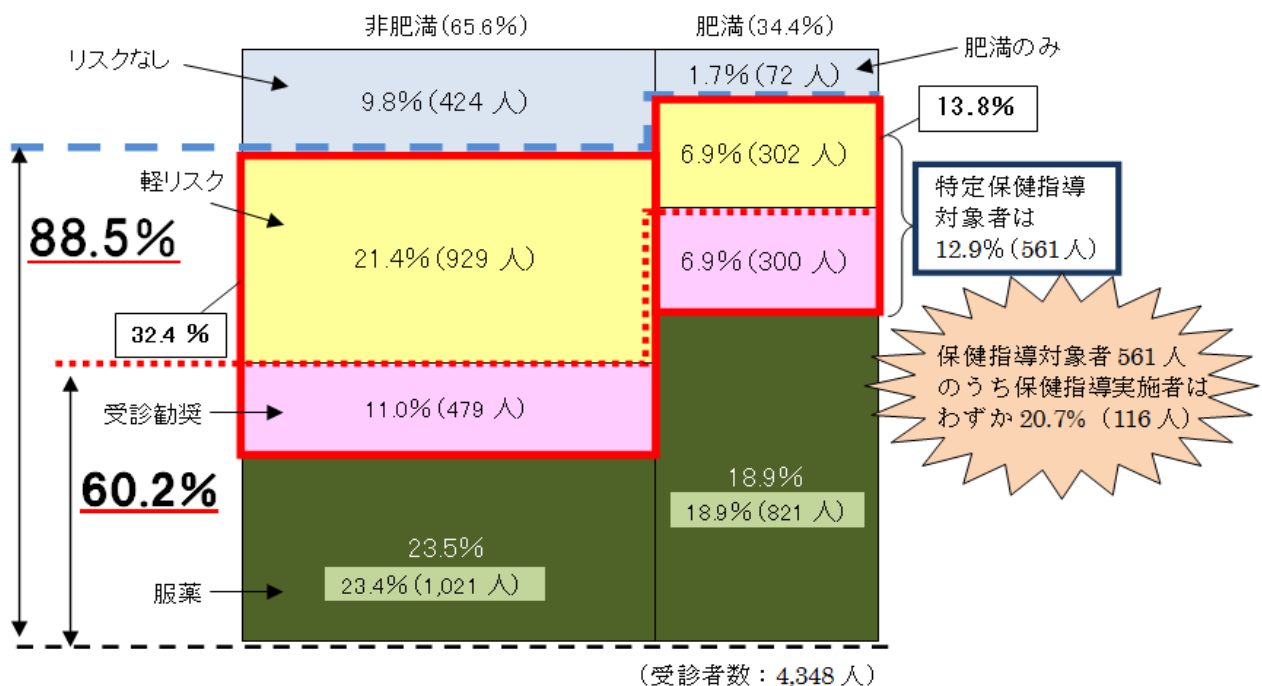 非肥満(65.6%)
肥満(34.4%)
リスクなし
肥満のみ
9.8%(424 人)
1.7%(72 人)
13.8%
軽リスク
6.9%(302 人)
特定保健指導
対象者は
12.9%(561人)
88.5%
21.4%(929 人)
6.9%(300 人)
32.4 %
保健指導対象者 561 人
のうち保健指導実施者は
わずか 20.7% (116 人)
受診勧奨
11.0%(479 人)
60.2%
18.9%
18.9%(821 人)
23.5%
23.4%(1,021 人)
服薬
(受診者数：4,348 人)